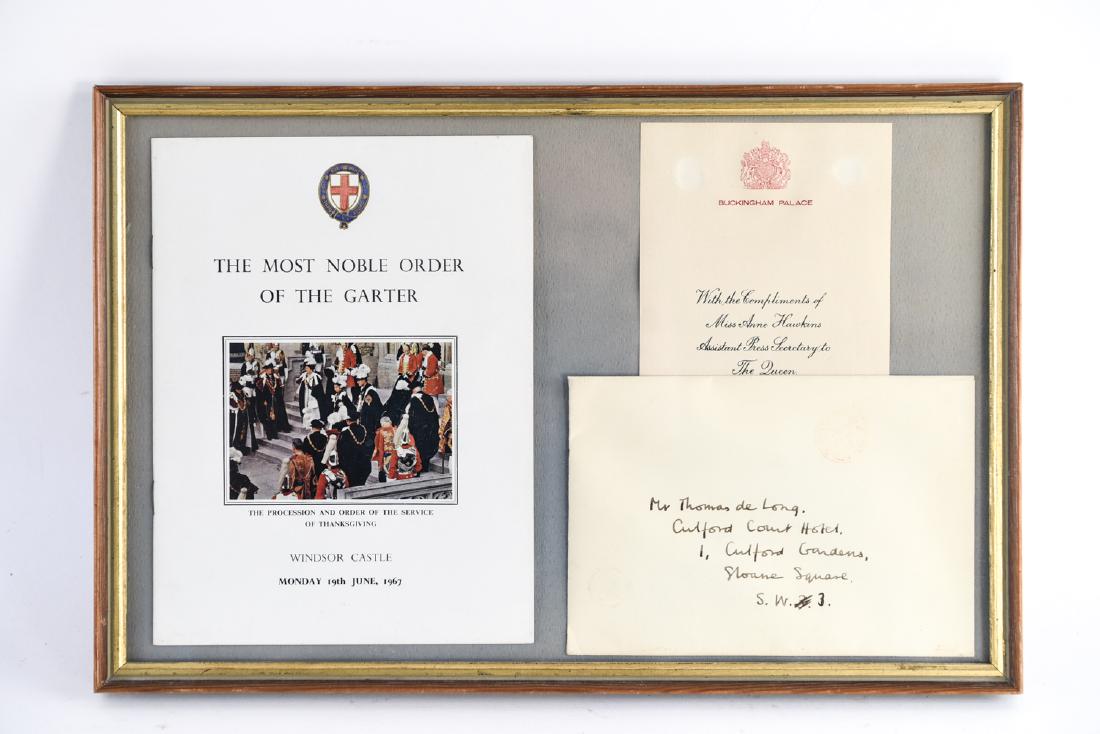 THE MOST NOBLE ORDER
OF THE GARTER
THE PROCESSION AND ORDER OF THE SERVICE
OF THANKSGIVING
WINDSOR CASTLE
MONDAY 19th JUNE, 1967
BUCKINGHAM PALACE
With the Compliments of
Miss Anne Hawkins
Assistant Press Secretary to
The Queen
Mr Thomas de Long.
Culford Court Hotel.
1, Culford Gardens,
Sloane Square.
S. W. 3.